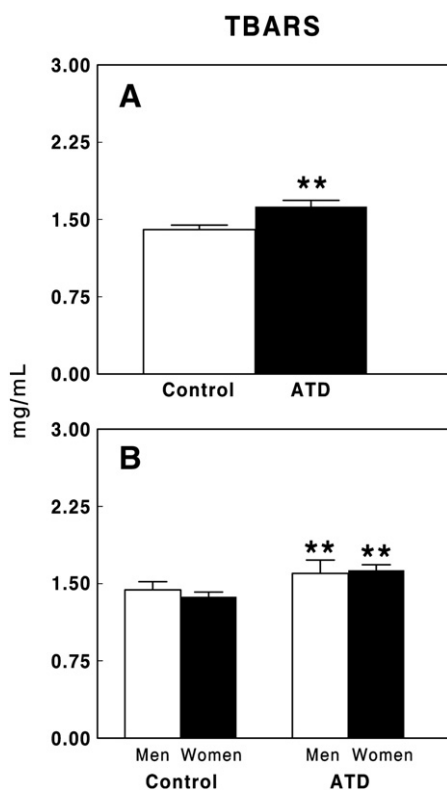 TBARS
A
3.00
2.25
**
1.50
0.75
0.00
Control ATD
mg/mL
B
3.00
2.25
** **
1.50
0.75
0.00
Men Women Men Women
Control ATD